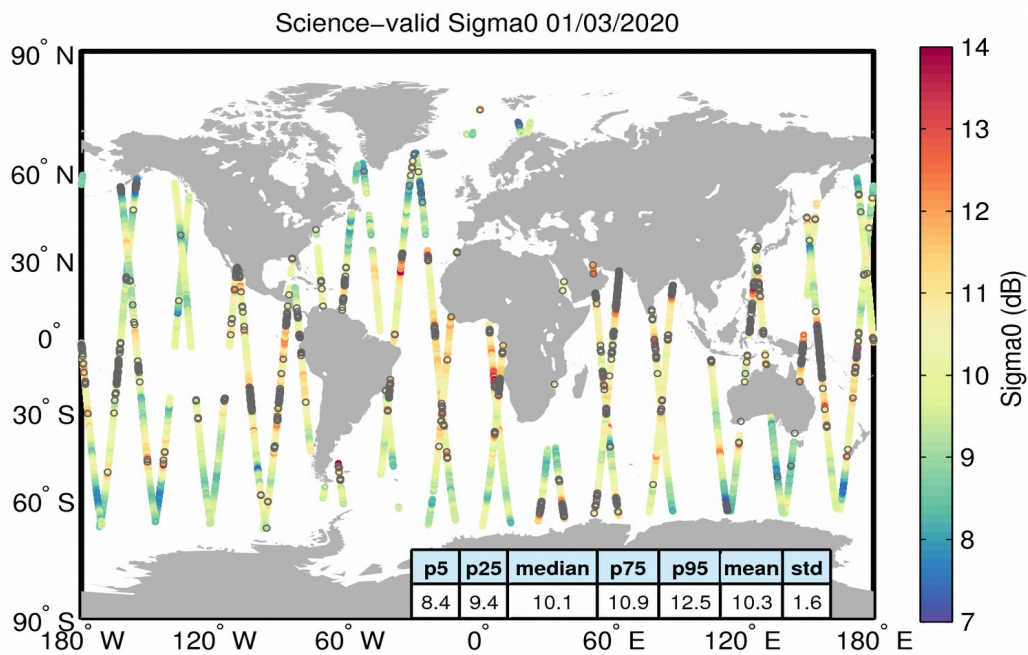 Science−valid Sigma0 01/03/2020
90° N
60° N
30° N
0°
30° S
60° S
90° S
180° W
120° W
60° W
0°
60° E
120° E
180° E
p5 p25 median p75 p95 mean std
8.4 9.4 10.1 10.9 12.5 10.3 1.6
14
13
12
11
10
9
8
7
Sigma0 (dB)